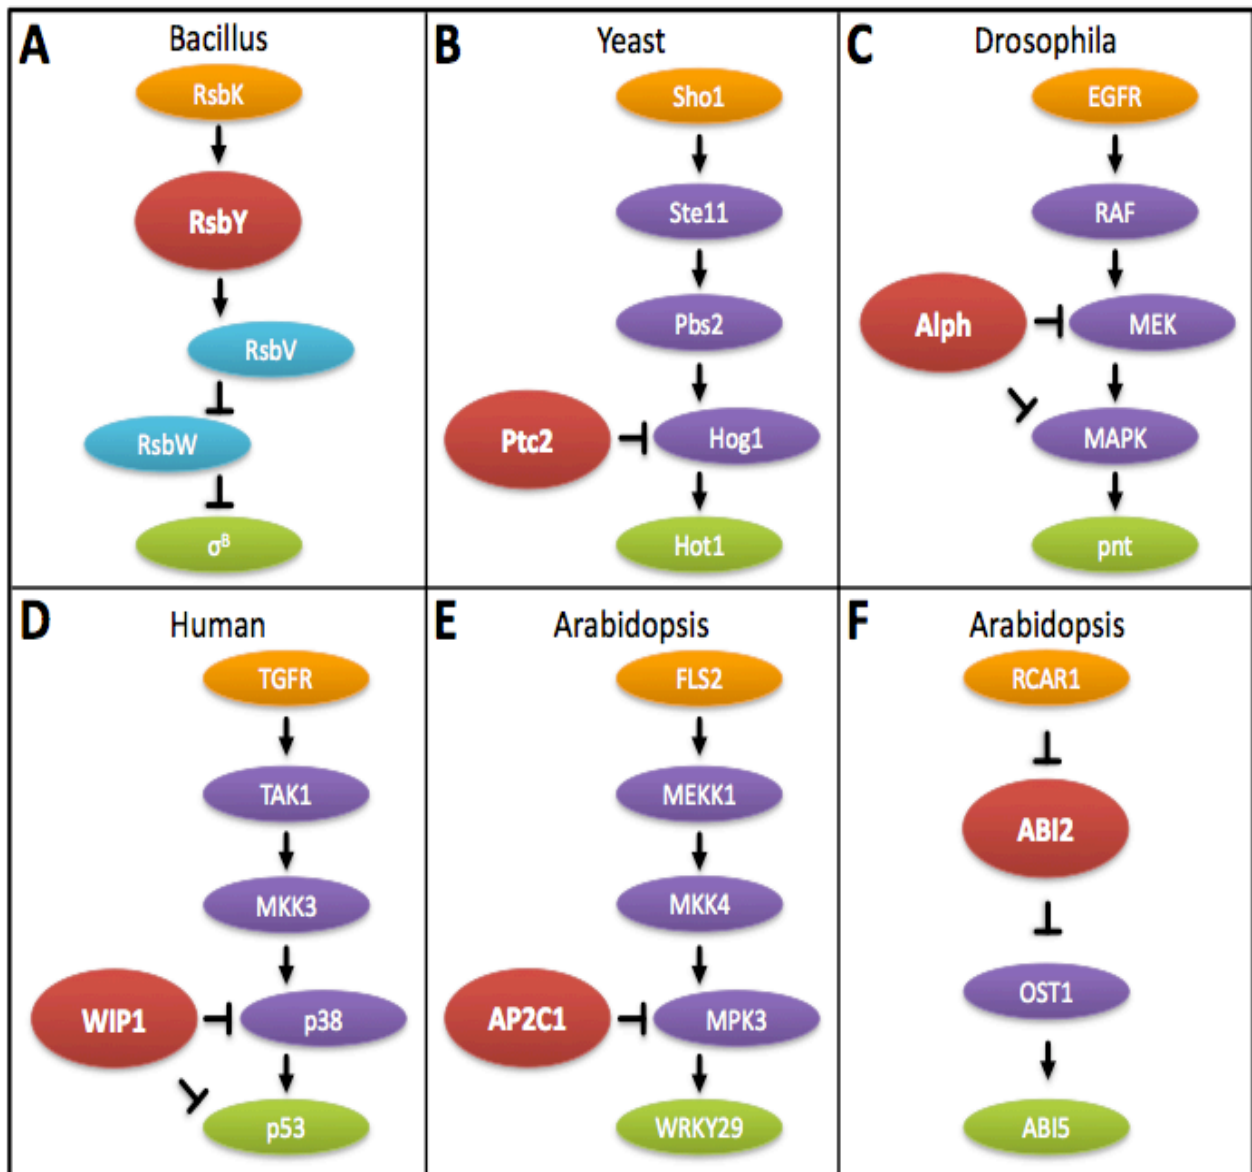 A
Bacillus
RsbK
RsbY
RsbV
RsbW
σᴮ
B
Yeast
Sho1
Ste11
Pbs2
Ptc2
Hog1
Hot1
C
Drosophila
EGFR
RAF
Alph
MEK
MAPK
pnt
D
Human
TGFR
TAK1
MKK3
WIP1
p38
p53
E
Arabidopsis
FLS2
MEKK1
MKK4
AP2C1
MPK3
WRKY29
F
Arabidopsis
RCAR1
ABI2
OST1
ABI5